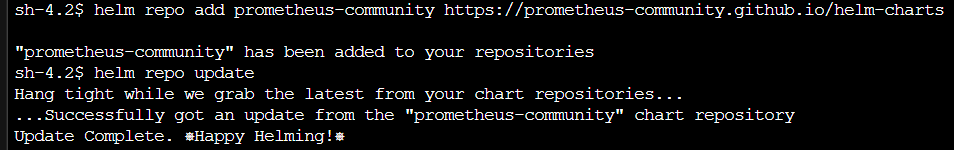 sh-4.2$ helm repo add prometheus-community https://prometheus-community.github.io/helm-charts
"prometheus-community" has been added to your repositories
sh-4.2$ helm repo update
Hang tight while we grab the latest from your chart repositories...
...Successfully got an update from the "prometheus-community" chart repository
Update Complete. ⎈Happy Helming!⎈